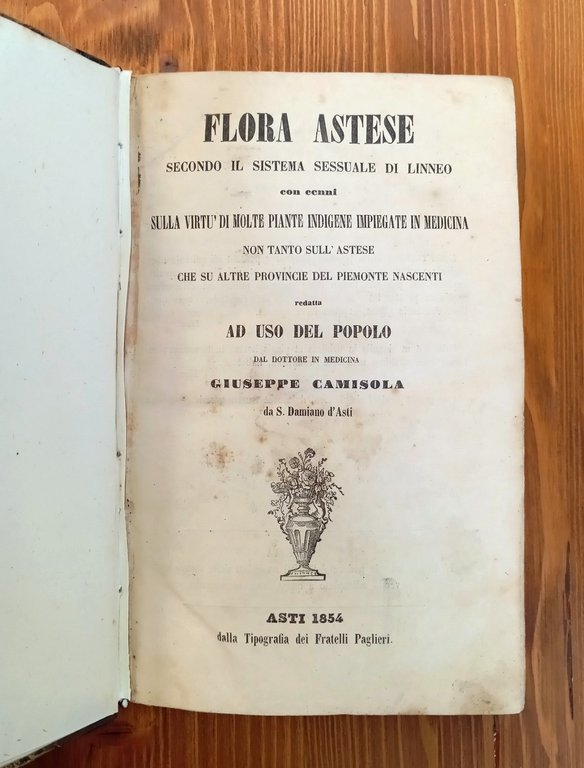 FLORA ASTESE
SECONDO IL SISTEMA SESSUALE DI LINNEO
con cenni
SULLA VIRTU' DI MOLTE PIANTE INDIGENE IMPIEGATE IN MEDICINA
NON TANTO SULL'ASTESE
CHE SU ALTRE PROVINCIE DEL PIEMONTE NASCENTI
redatta
AD USO DEL POPOLO
DAL DOTTORE IN MEDICINA
GIUSEPPE CAMISOLA
da S. Damiano d'Asti
ASTI 1854
dalla Tipografia dei Fratelli Paglieri.